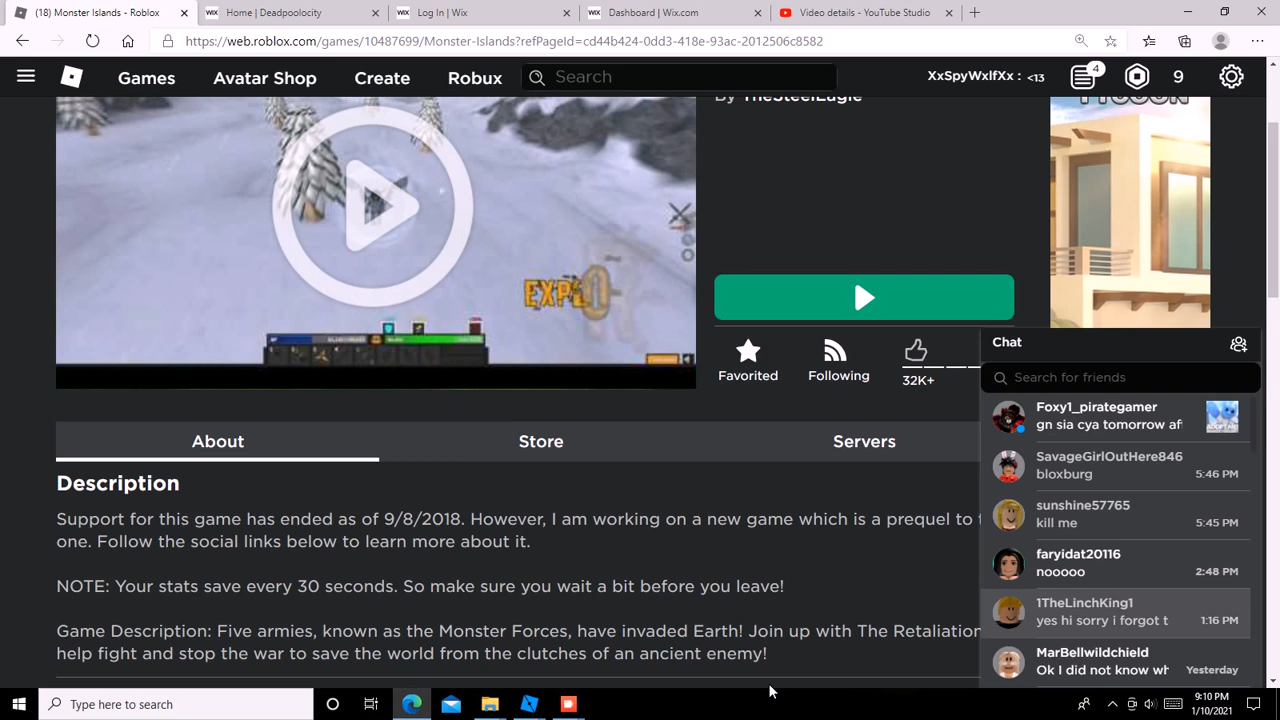 (18) Monster Islands - Roblox
WIX Home | Deadpoolocity
WIX Log In | Wix
WIX Dashboard | Wix.com
Video details - YouTube Studio
https://web.roblox.com/games/10487699/Monster-Islands?refPageId=cd44b424-0dd3-418e-93ac-2012506c8582
Games Avatar Shop Create Robux Search XxSpyWxlfXx : <13 4 9
By TheSteelEagle
TYCOON
Favorited Following 32K+
Chat
Search for friends
Foxy1_pirategamer
gn sia cya tomorrow af
SavageGirlOutHere846
bloxburg 5:46 PM
sunshine57765
kill me 5:45 PM
faryidat20116
nooooo 2:48 PM
1TheLinchKing1
yes hi sorry i forgot t 1:16 PM
MarBellwildchield
Ok I did not know wh Yesterday
About Store Servers
Description
Support for this game has ended as of 9/8/2018. However, I am working on a new game which is a prequel to
one. Follow the social links below to learn more about it.
NOTE: Your stats save every 30 seconds. So make sure you wait a bit before you leave!
Game Description: Five armies, known as the Monster Forces, have invaded Earth! Join up with The Retaliation
help fight and stop the war to save the world from the clutches of an ancient enemy!
Type here to search
9:10 PM
1/10/2021